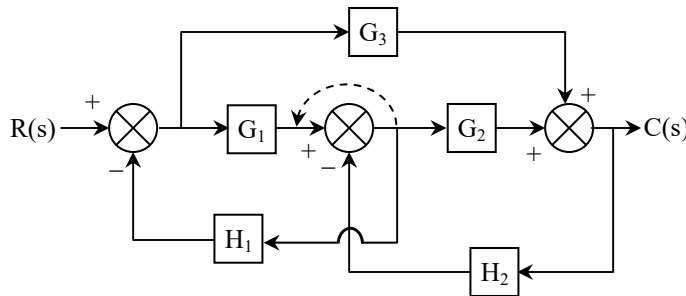 G₃
+
+
R(s)
G₁
+
−
G₂
+
C(s)
−
H₁
H₂